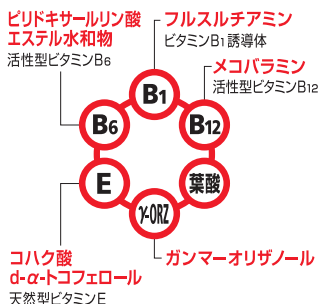 ピリドキサールリン酸
エステル水和物
活性型ビタミンB6
フルスルチアミン
ビタミンB1誘導体
メコバラミン
活性型ビタミンB12
B1
B6
B12
E
葉酸
γ-ORZ
コハク酸
d-α-トコフェロール
天然型ビタミンE
ガンマーオリザノール